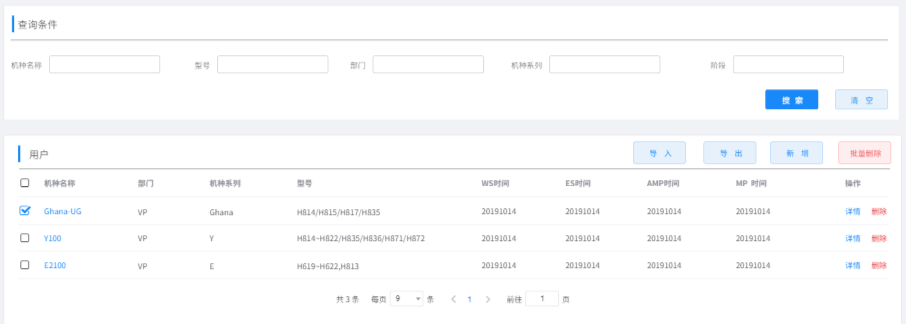 查询条件
机种名称 型号 部门 机种系列 阶段
搜 索 清 空
用户 导 入 导 出 新 增 批量删除
机种名称 部门 机种系列 型号 WS时间 ES时间 AMP时间 MP 时间 操作
Ghana-UG VP Ghana H814/H815/H817/H835 20191014 20191014 20191014 20191014 详情 删除
Y100 VP Y H814~H822/H835/H836/H871/H872 20191014 20191014 20191014 20191014 详情 删除
E2100 VP E H619~H622,H813 20191014 20191014 20191014 20191014 详情 删除
共 3 条 每页 9 条 1 前往 1 页